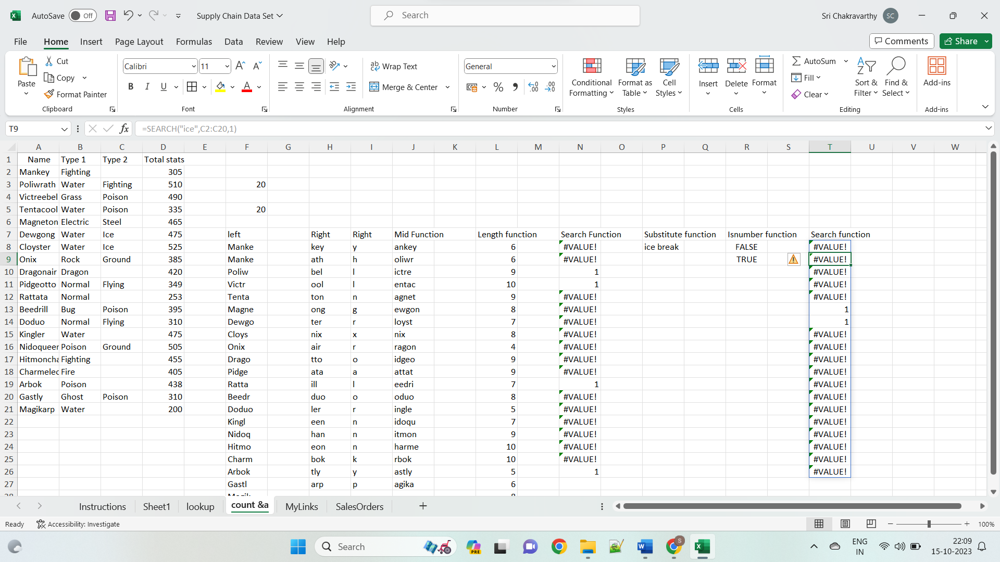 AutoSave Off Supply Chain Data Set Search Sri Chakravarthy SC
File Home Insert Page Layout Formulas Data Review View Help Comments Share
Paste Cut Copy Format Painter Clipboard
Calibri 11 B I U A Font
Wrap Text Merge & Center Alignment
General % Number
Conditional Formatting Format as Table Cell Styles Styles
Insert Delete Format Cells
AutoSum Fill Clear Sort & Filter Find & Select Editing
Add-ins Add-ins
T9 fx =SEARCH("ice",C2:C20,1)
A B C D E F G H I J K L M N O P Q R S T U V W
1 Name Type 1 Type 2 Total stats
2 Mankey Fighting 305
3 Poliwrath Water Fighting 510 20
4 Victreebel Grass Poison 490
5 Tentacool Water Poison 335 20
6 Magneton Electric Steel 465
7 Dewgong Water Ice 475 left Right Right Mid Function Length function Search Function Substitute function Isnumber function Search function
8 Cloyster Water Ice 525 Manke key y ankey 6 #VALUE! ice break FALSE #VALUE!
9 Onix Rock Ground 385 Manke ath h oliwr 6 #VALUE! TRUE #VALUE!
10 Dragonair Dragon 420 Poliw bel l ictre 9 1 #VALUE!
11 Pidgeotto Normal Flying 349 Victr ool l entac 10 1 #VALUE!
12 Rattata Normal 253 Tenta ton n agnet 9 #VALUE! #VALUE!
13 Beedrill Bug Poison 395 Magne ong g ewgon 8 #VALUE! 1
14 Doduo Normal Flying 310 Dewgo ter r loyst 7 #VALUE! 1
15 Kingler Water 475 Cloys nix x nix 8 #VALUE! #VALUE!
16 Nidoqueer Poison Ground 505 Onix air r ragon 4 #VALUE! #VALUE!
17 Hitmoncha Fighting 455 Drago tto o idgeo 9 #VALUE! #VALUE!
18 Charmelec Fire 405 Pidge ata a attat 9 #VALUE! #VALUE!
19 Arbok Poison 438 Ratta ill l eedri 7 1 #VALUE!
20 Gastly Ghost Poison 310 Beedr duo o oduo 8 #VALUE! #VALUE!
21 Magikarp Water 200 Doduo ler r ingle 5 #VALUE! #VALUE!
22 Kingl een n idoqu 7 #VALUE! #VALUE!
23 Nidoq han n itmon 9 #VALUE! #VALUE!
24 Hitmo eon n harme 10 #VALUE! #VALUE!
25 Charm bok k rbok 10 #VALUE! #VALUE!
26 Arbok tly y astly 5 1 #VALUE!
27 Gastl arp p agika 6
Instructions Sheet1 lookup count &a MyLinks SalesOrders
Ready Accessibility: Investigate 100%
Search PRE S ENG IN 22:09 15-10-2023